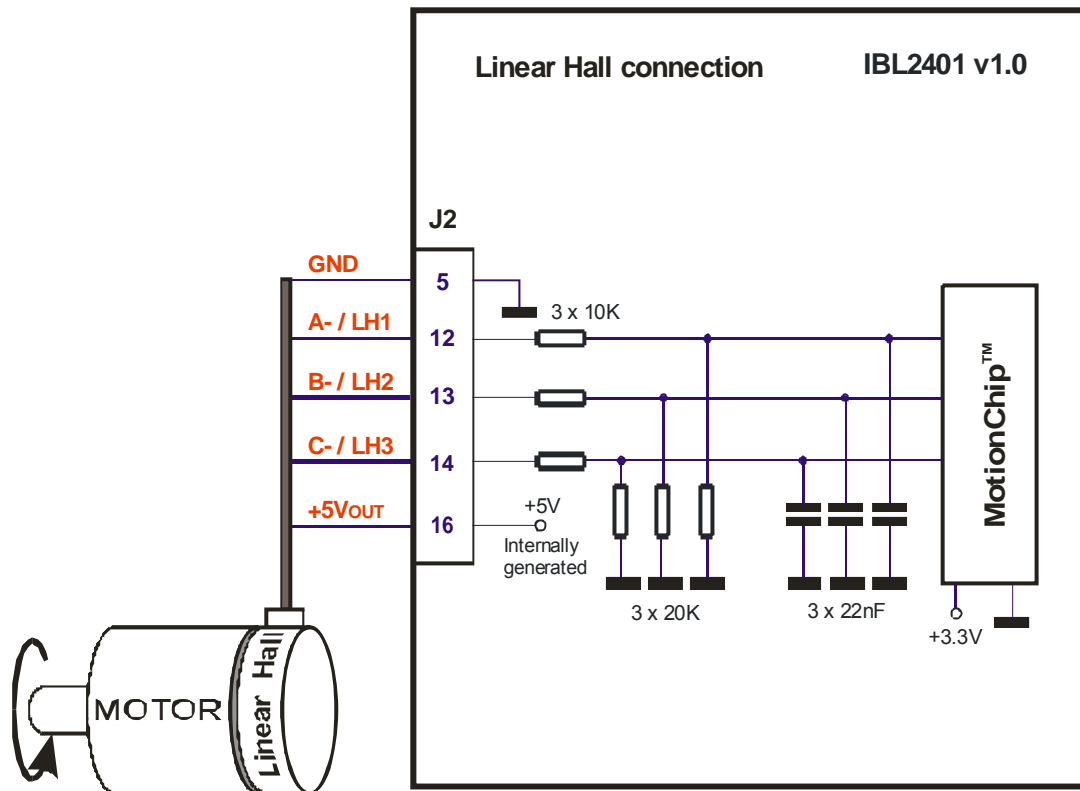 Linear Hall connection
IBL2401 v1.0
J2
GND
5
3 x 10K
A- / LH1
12
B- / LH2
13
C- / LH3
14
+5VOUT
16
+5V
Internally
generated
3 x 20K
3 x 22nF
MotionChip™
+3.3V
MOTOR
Linear Hall